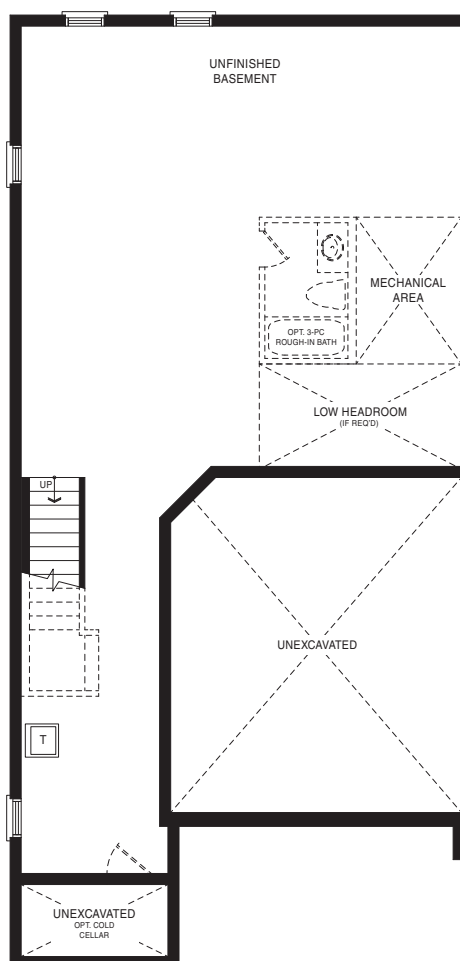 UNFINISHED
BASEMENT
MECHANICAL
AREA
OPT. 3-PC
ROUGH-IN BATH
LOW HEADROOM
(IF REQ'D)
UP
UNEXCAVATED
T
UNEXCAVATED
OPT. COLD
CELLAR